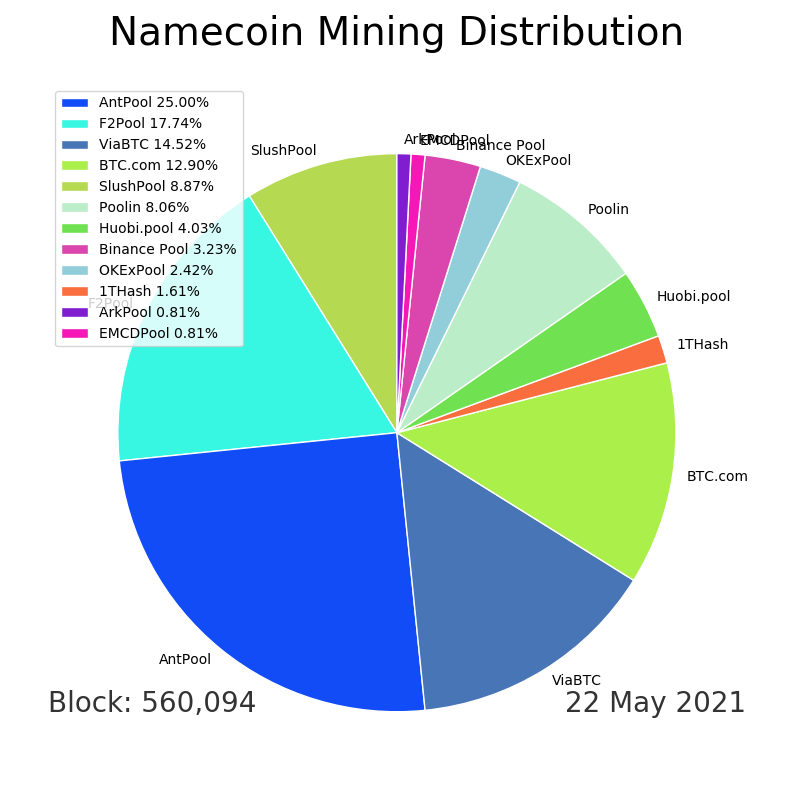 Namecoin Mining Distribution
AntPool 25.00%
F2Pool 17.74%
ViaBTC 14.52%
BTC.com 12.90%
SlushPool 8.87%
Poolin 8.06%
Huobi.pool 4.03%
Binance Pool 3.23%
OKExPool 2.42%
1THash 1.61%
ArkPool 0.81%
EMCDPool 0.81%
SlushPool
ArkPool
EMCDPool
Binance Pool
OKExPool
Poolin
Huobi.pool
1THash
BTC.com
ViaBTC
AntPool
F2Pool
Block: 560,094
22 May 2021